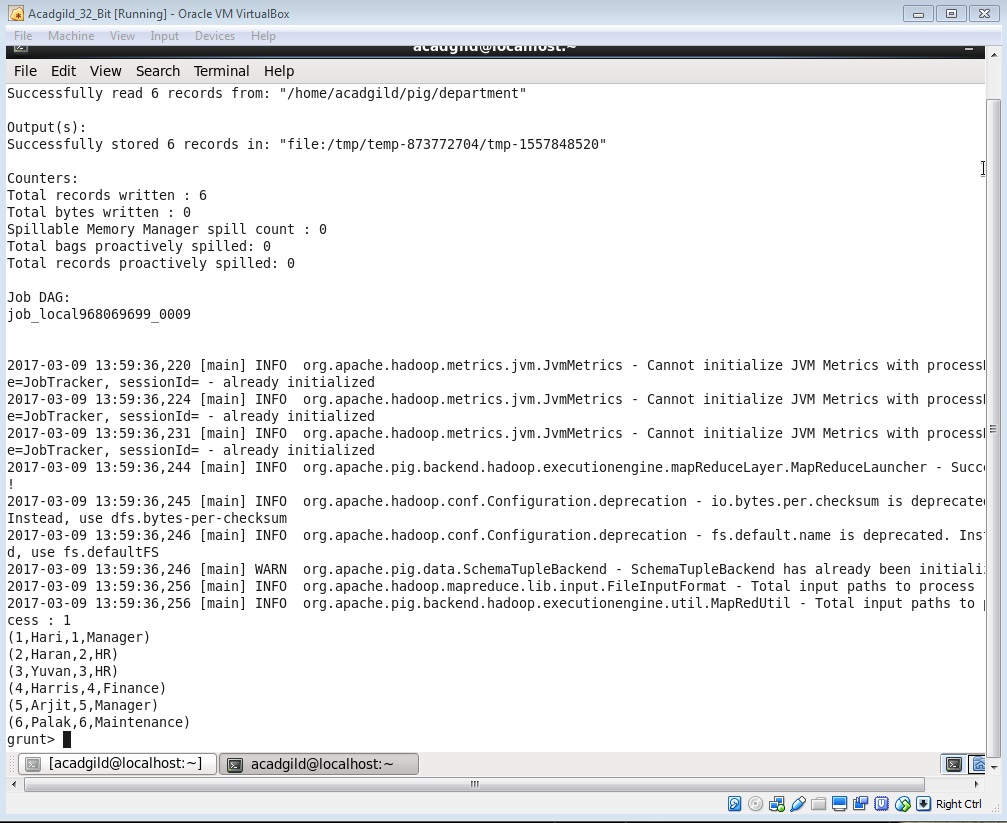 Acadgild_32_Bit [Running] - Oracle VM VirtualBox
File Machine View Input Devices Help
acadgild@localhost:~
File Edit View Search Terminal Help
Successfully read 6 records from: "/home/acadgild/pig/department"
Output(s):
Successfully stored 6 records in: "file:/tmp/temp-873772704/tmp-1557848520"
Counters:
Total records written : 6
Total bytes written : 0
Spillable Memory Manager spill count : 0
Total bags proactively spilled: 0
Total records proactively spilled: 0
Job DAG:
job_local968069699_0009
2017-03-09 13:59:36,220 [main] INFO  org.apache.hadoop.metrics.jvm.JvmMetrics - Cannot initialize JVM Metrics with process
e=JobTracker, sessionId= - already initialized
2017-03-09 13:59:36,224 [main] INFO  org.apache.hadoop.metrics.jvm.JvmMetrics - Cannot initialize JVM Metrics with process
e=JobTracker, sessionId= - already initialized
2017-03-09 13:59:36,231 [main] INFO  org.apache.hadoop.metrics.jvm.JvmMetrics - Cannot initialize JVM Metrics with process
e=JobTracker, sessionId= - already initialized
2017-03-09 13:59:36,244 [main] INFO  org.apache.pig.backend.hadoop.executionengine.mapReduceLayer.MapReduceLauncher - Succ
!
2017-03-09 13:59:36,245 [main] INFO  org.apache.hadoop.conf.Configuration.deprecation - io.bytes.per.checksum is deprecate
Instead, use dfs.bytes-per-checksum
2017-03-09 13:59:36,246 [main] INFO  org.apache.hadoop.conf.Configuration.deprecation - fs.default.name is deprecated. Ins
d, use fs.defaultFS
2017-03-09 13:59:36,246 [main] WARN  org.apache.pig.data.SchemaTupleBackend - SchemaTupleBackend has already been initiali
2017-03-09 13:59:36,256 [main] INFO  org.apache.hadoop.mapreduce.lib.input.FileInputFormat - Total input paths to process
2017-03-09 13:59:36,256 [main] INFO  org.apache.pig.backend.hadoop.executionengine.util.MapRedUtil - Total input paths to p
cess : 1
(1,Hari,1,Manager)
(2,Haran,2,HR)
(3,Yuvan,3,HR)
(4,Harris,4,Finance)
(5,Arjit,5,Manager)
(6,Palak,6,Maintenance)
grunt>
[acadgild@localhost:~] acadgild@localhost:~
Right Ctrl